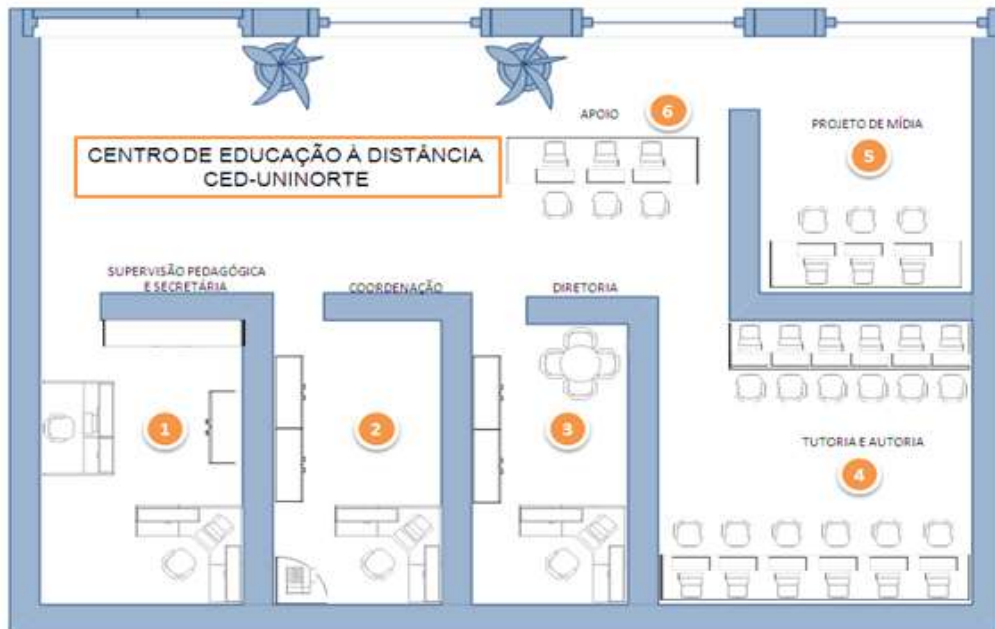 APOIO
6
PROJETO DE MÍDIA
5
CENTRO DE EDUCAÇÃO À DISTÂNCIA
CED-UNINORTE
SUPERVISÃO PEDAGÓGICA
E SECRETÁRIA
COORDENAÇÃO
DIRETORIA
1
2
3
TUTORIA E AUTORIA
4